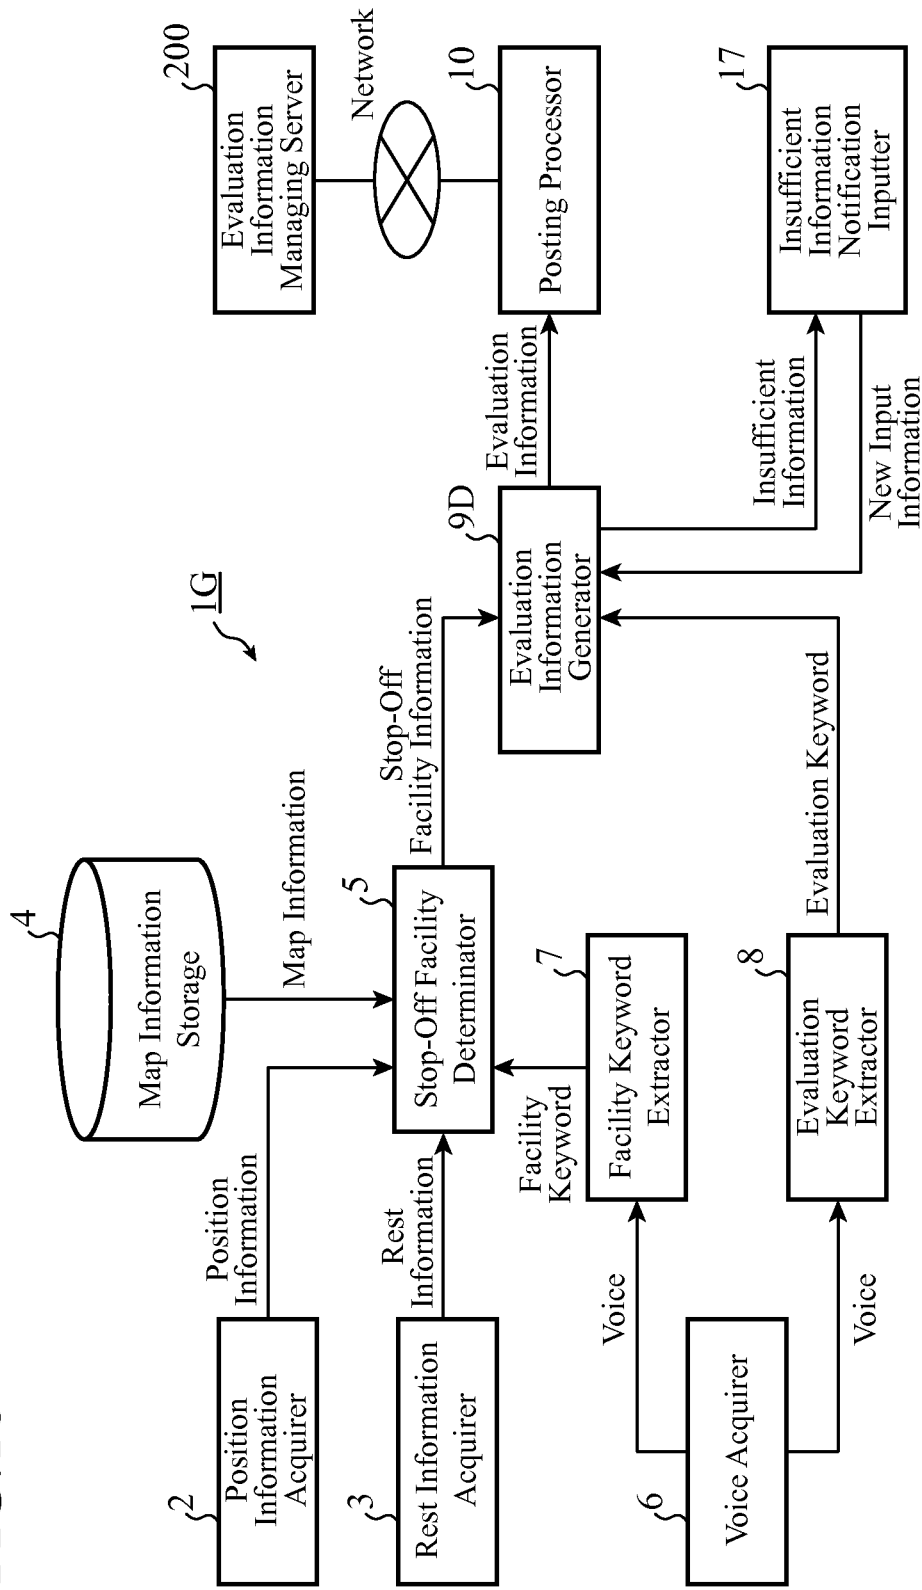 1G
4
Map Information
Storage
Map Information
2
Position
Information
Acquirer
Position
Information
3
Rest Information
Acquirer
Rest
Information
5
Stop-Off Facility
Determinator
Stop-Off
Facility Information
6
Voice Acquirer
Voice
Voice
7
Facility Keyword
Extractor
Facility
Keyword
8
Evaluation
Keyword
Extractor
Evaluation Keyword
9D
Evaluation
Information
Generator
Evaluation
Information
10
Posting Processor
Network
200
Evaluation
Information
Managing Server
Insufficient
Information
New Input
Information
17
Insufficient
Information
Notification
Inputter